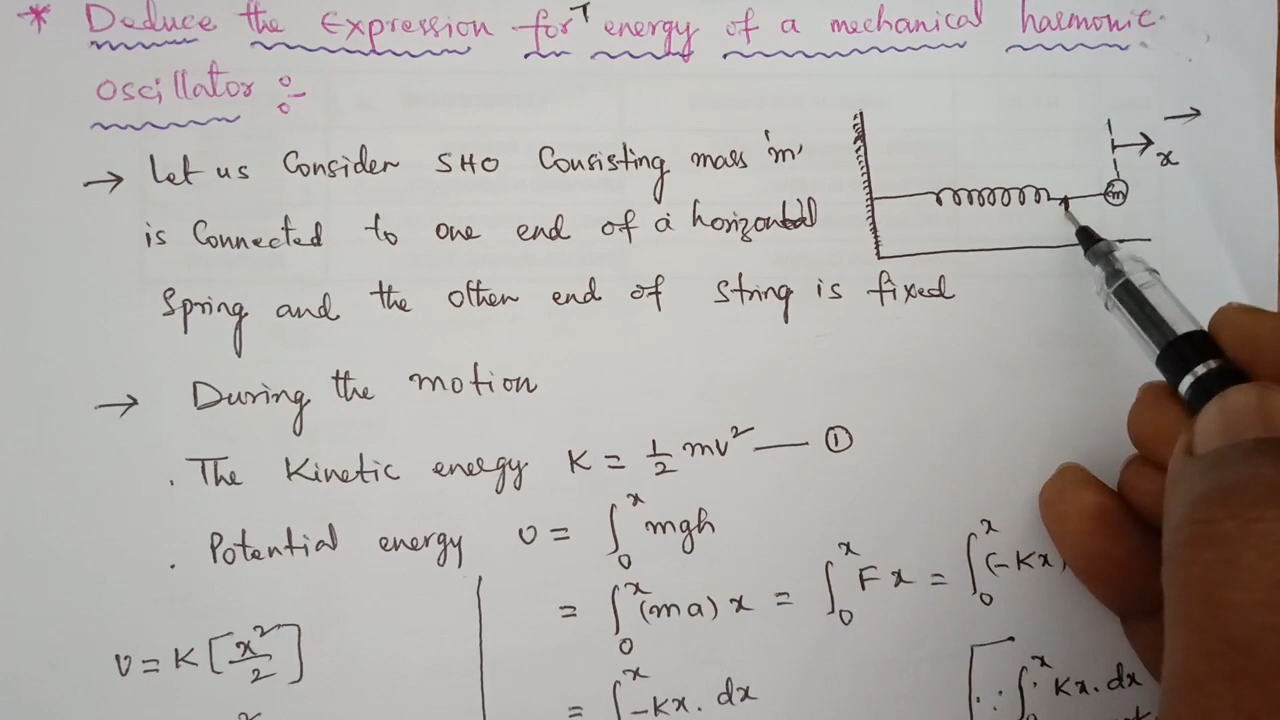 * Deduce the Expression for T energy of a mechanical harmonic
oscillator :-
→ Let us Consider SHO Consisting mass 'm'
is Connected to one end of a horizontal
Spring and the other end of string is fixed
m
x
→ During the motion
. The Kinetic energy K = 1/2 mv² — ①
. Potential energy υ = ∫₀ˣ mgh
= ∫₀ˣ (ma) x = ∫₀ˣ F x = ∫₀ˣ (-Kx)
υ = K [x²/2]
= ∫₀ˣ -Kx . dx
[∵ ∫₀ˣ Kx . dx